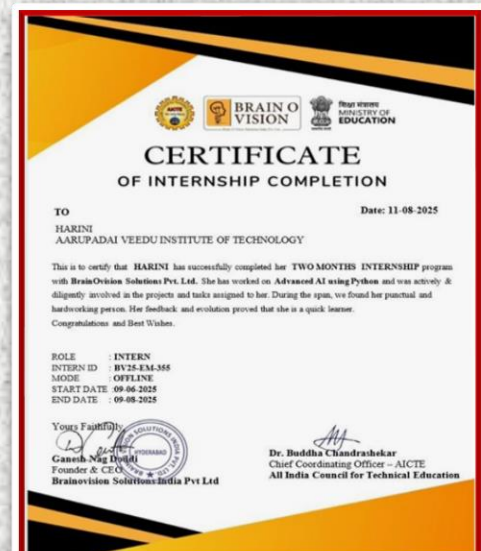 AICTE
BRAIN O
VISION
शिक्षा मंत्रालय
MINISTRY OF
EDUCATION
CERTIFICATE
OF INTERNSHIP COMPLETION
TO
Date: 11-08-2025
HARINI
AARUPADAI VEEDU INSTITUTE OF TECHNOLOGY
This is to certify that HARINI has successfully completed her TWO MONTHS INTERNSHIP program
with BrainOvision Solutions Pvt. Ltd. She has worked on Advanced AI using Python and was actively &
diligently involved in the projects and tasks assigned to her. During the span, we found her punctual and
hardworking person. Her feedback and evolution proved that she is a quick learner.
Congratulations and Best Wishes.
ROLE : INTERN
INTERN ID : BV25-EM-355
MODE : OFFLINE
START DATE :09-06-2025
END DATE : 09-08-2025
Yours Faithfully,
HYDERABAD
Ganesh Nag Doddi
Founder & CEO
Brainovision Solutions India Pvt Ltd
Dr. Buddha Chandrashekar
Chief Coordinating Officer – AICTE
All India Council for Technical Education